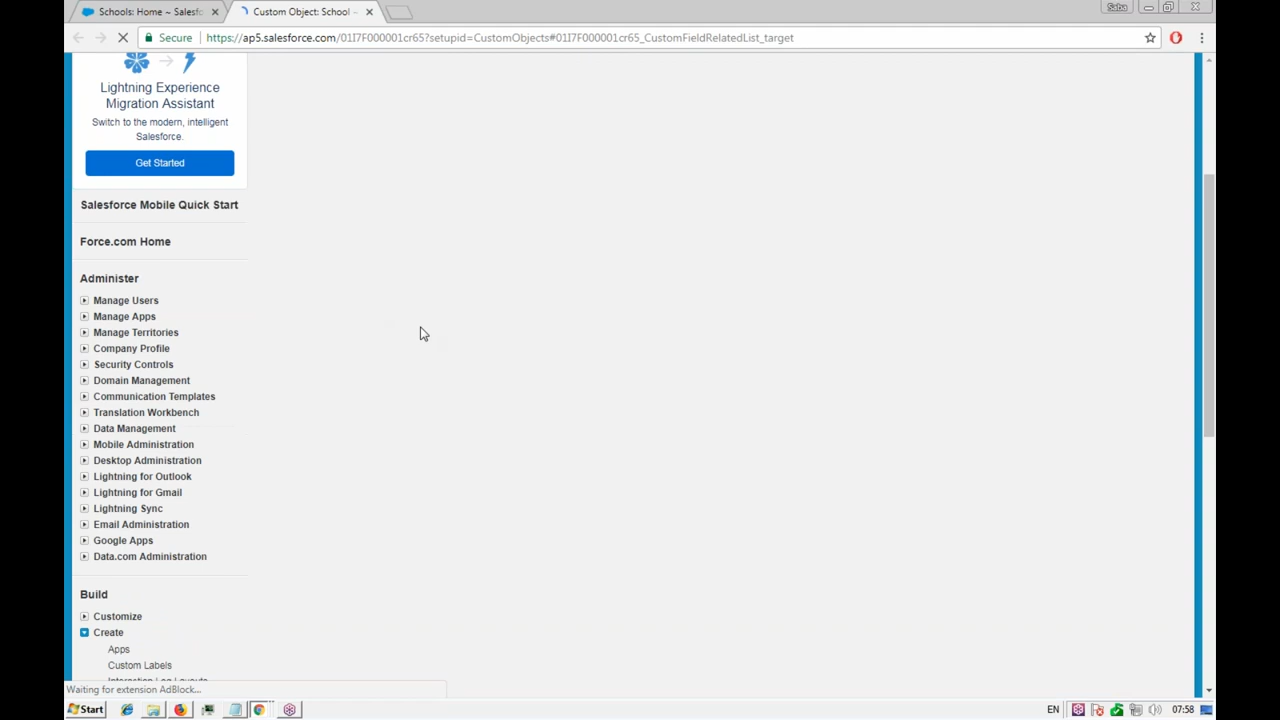 Schools: Home ~ Salesfo
Custom Object: School ~
Saba
Secure
https://ap5.salesforce.com/01I7F000001cr65?setupid=CustomObjects#01I7F000001cr65_CustomFieldRelatedList_target
Lightning Experience
Migration Assistant
Switch to the modern, intelligent
Salesforce.
Get Started
Salesforce Mobile Quick Start
Force.com Home
Administer
Manage Users
Manage Apps
Manage Territories
Company Profile
Security Controls
Domain Management
Communication Templates
Translation Workbench
Data Management
Mobile Administration
Desktop Administration
Lightning for Outlook
Lightning for Gmail
Lightning Sync
Email Administration
Google Apps
Data.com Administration
Build
Customize
Create
Apps
Custom Labels
Interaction Log Layouts
Waiting for extension AdBlock...
Start
EN
07:58